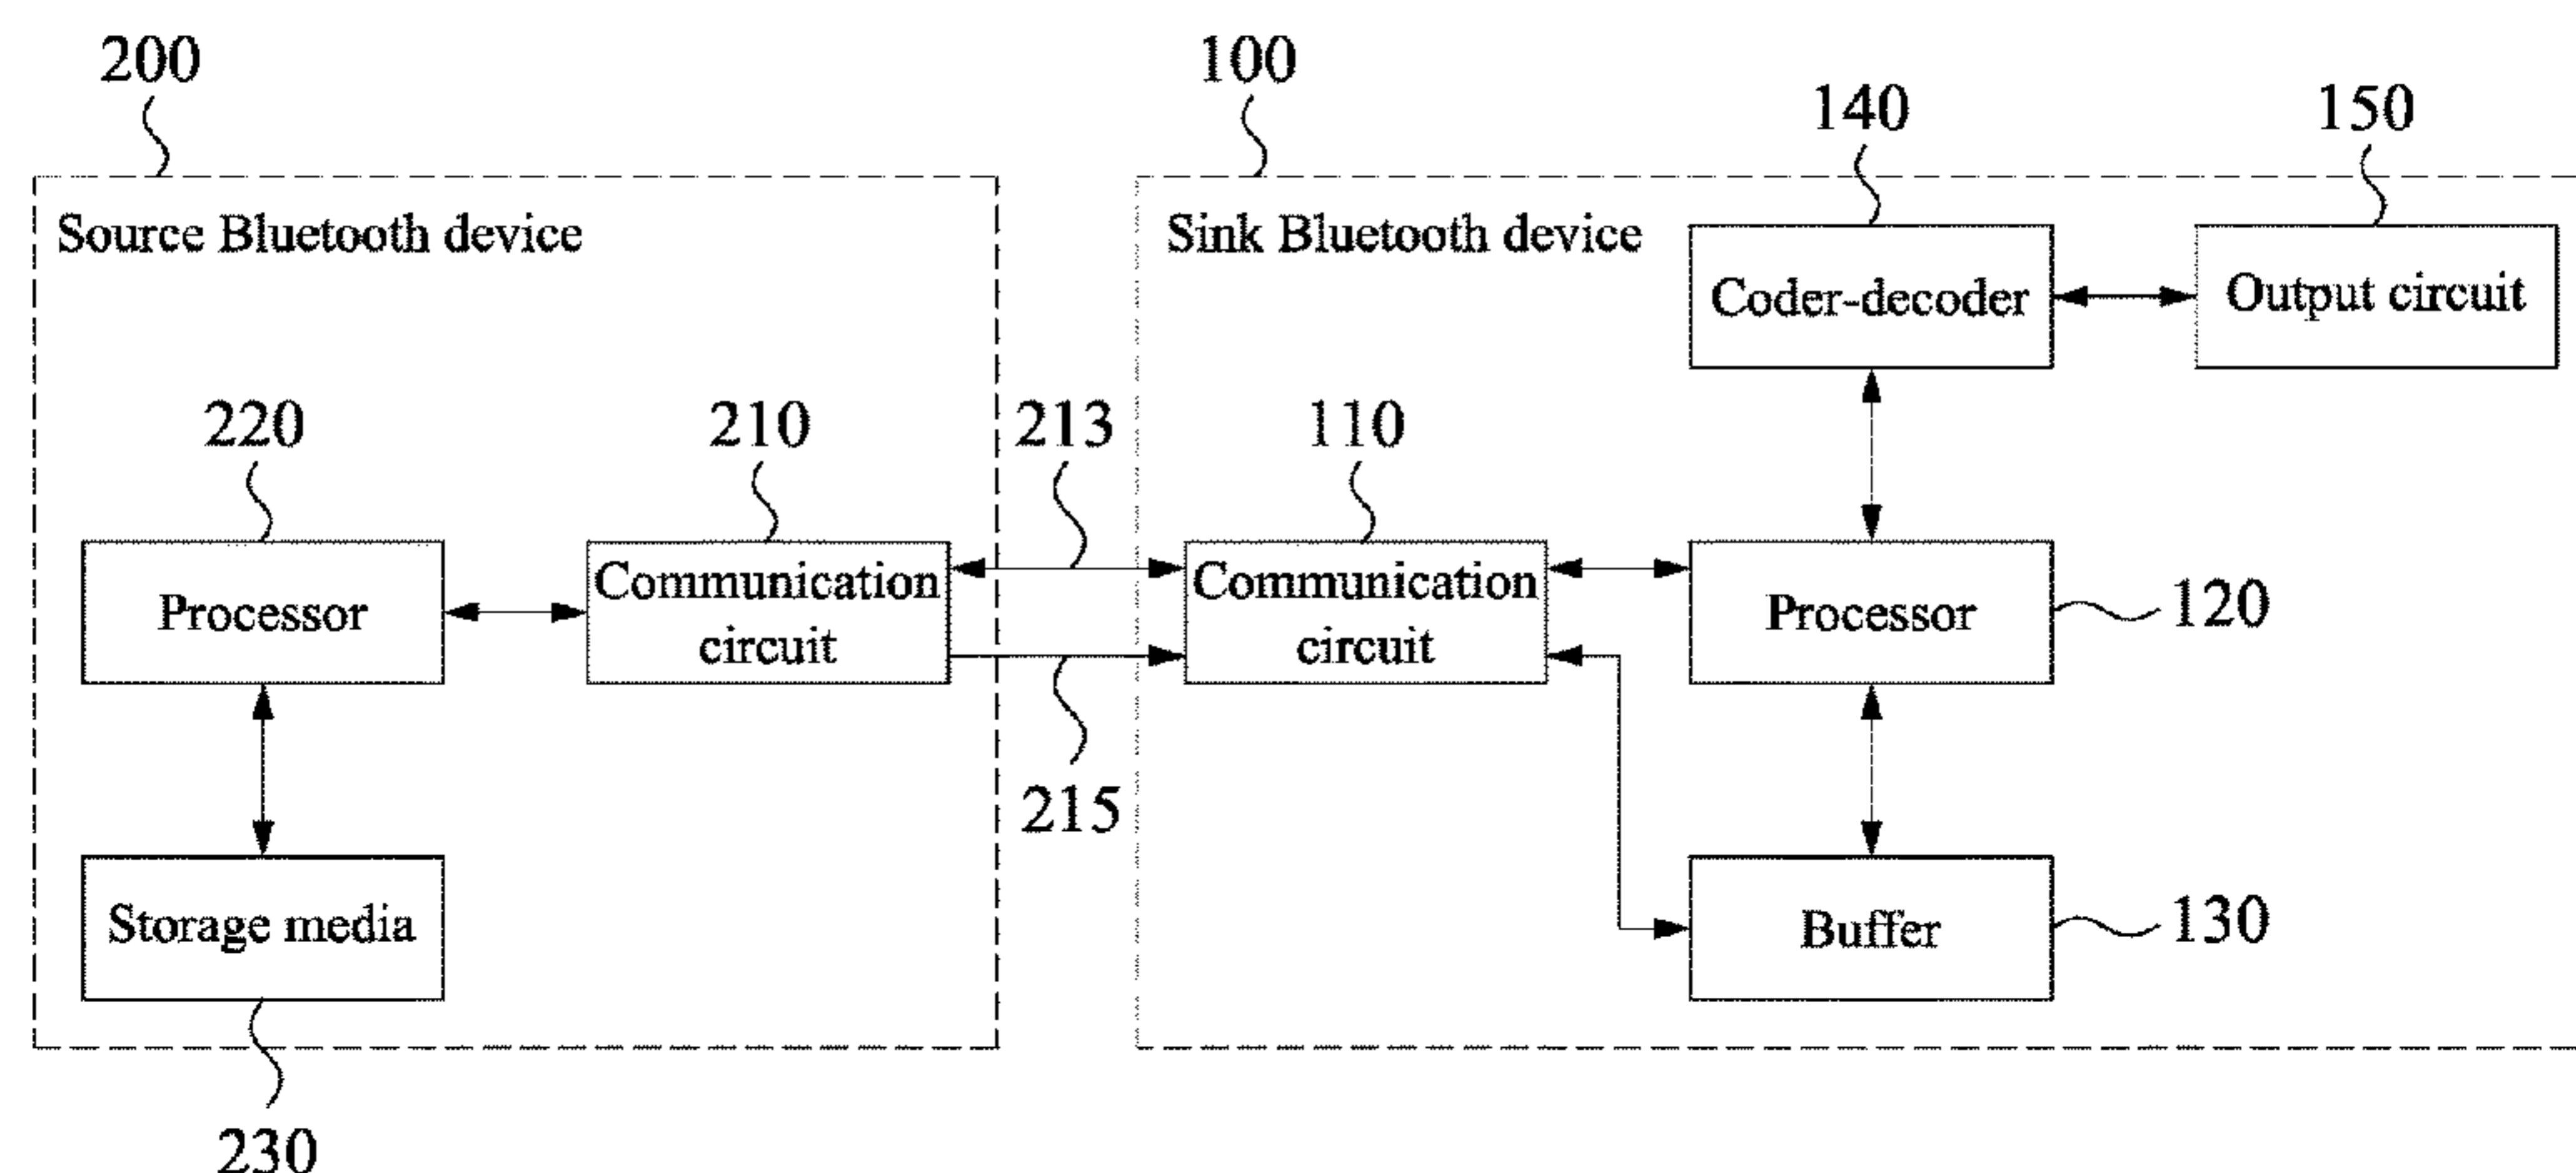 200
100
140
150
Source Bluetooth device
Sink Bluetooth device
Coder-decoder
Output circuit
220
210
213
110
Processor
Communication
circuit
Communication
circuit
Processor
120
215
Storage media
Buffer
130
230